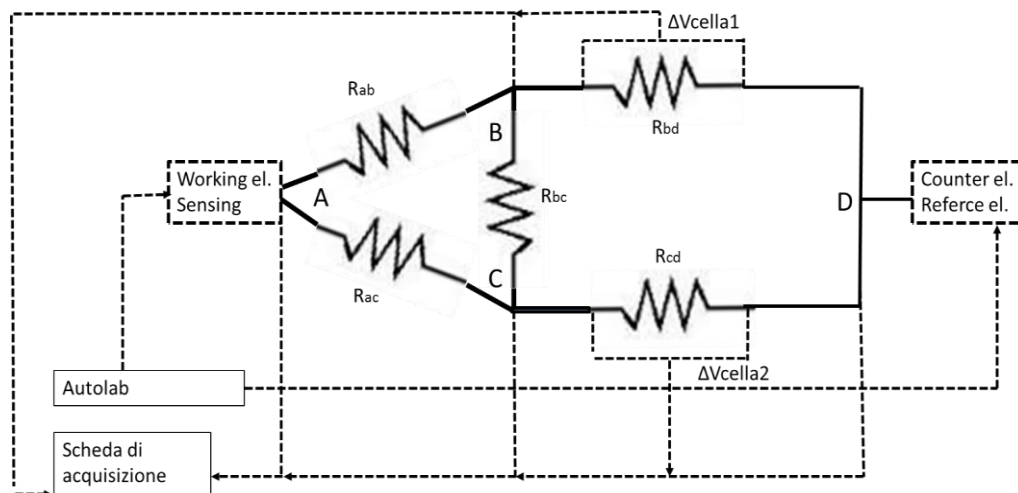 ΔVcella1
Rab
Rbd
B
Working el.
Sensing
A
Rbc
D
Counter el.
Referce el.
C
Rcd
Rac
ΔVcella2
Autolab
Scheda di
acquisizione